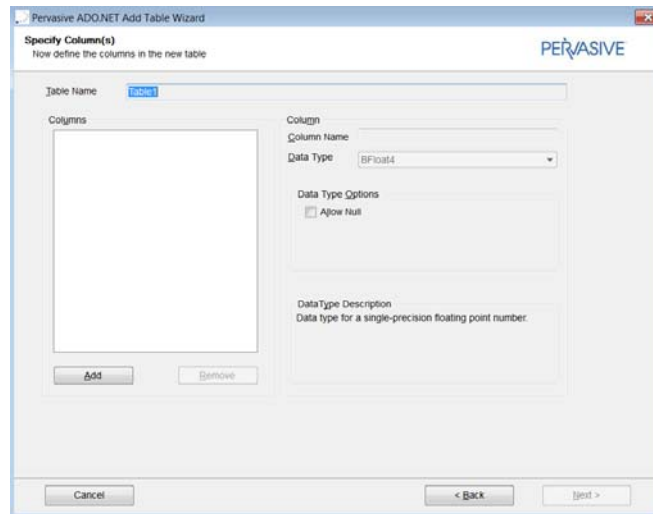 Pervasive ADO.NET Add Table Wizard
Specify Column(s)
Now define the columns in the new table
PERVASIVE
Table Name
Table1
Columns
Column
Column Name
Data Type
BFloat4
Data Type Options
Allow Null
DataType Description
Data type for a single-precision floating point number.
Add
Remove
Cancel
< Back
Next >